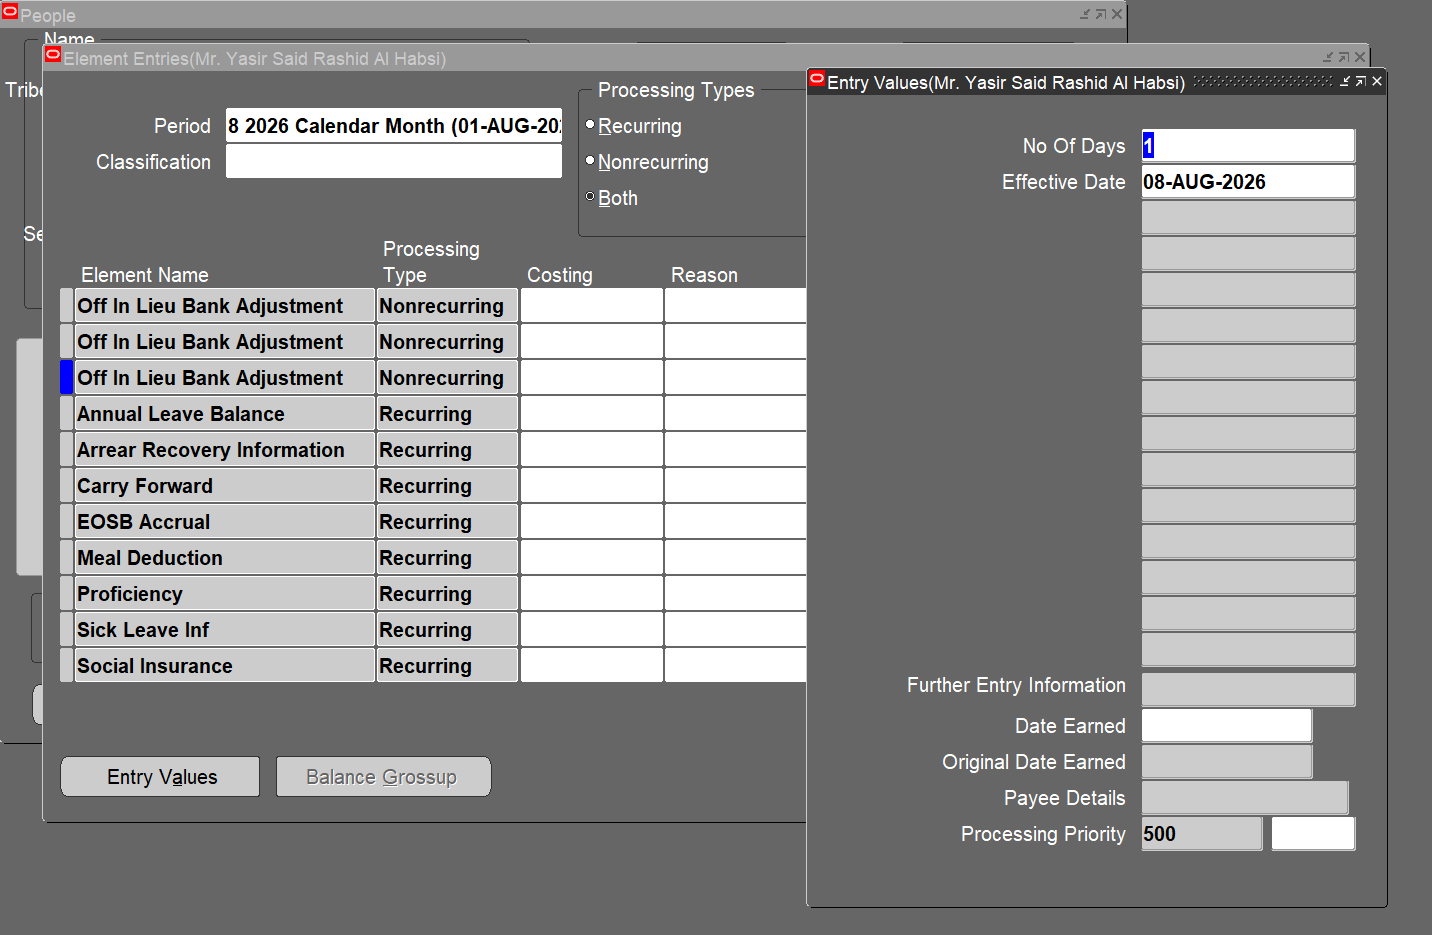 People
Name
Element Entries(Mr. Yasir Said Rashid Al Habsi)
Entry Values(Mr. Yasir Said Rashid Al Habsi)
Processing Types
Period 8 2026 Calendar Month (01-AUG-20
Recurring
Classification
Nonrecurring
Both
No Of Days 1
Effective Date 08-AUG-2026
Processing
Element Name Type Costing Reason
Off In Lieu Bank Adjustment Nonrecurring
Off In Lieu Bank Adjustment Nonrecurring
Off In Lieu Bank Adjustment Nonrecurring
Annual Leave Balance Recurring
Arrear Recovery Information Recurring
Carry Forward Recurring
EOSB Accrual Recurring
Meal Deduction Recurring
Proficiency Recurring
Sick Leave Inf Recurring
Social Insurance Recurring
Further Entry Information
Date Earned
Original Date Earned
Payee Details
Processing Priority 500
Entry Values Balance Grossup